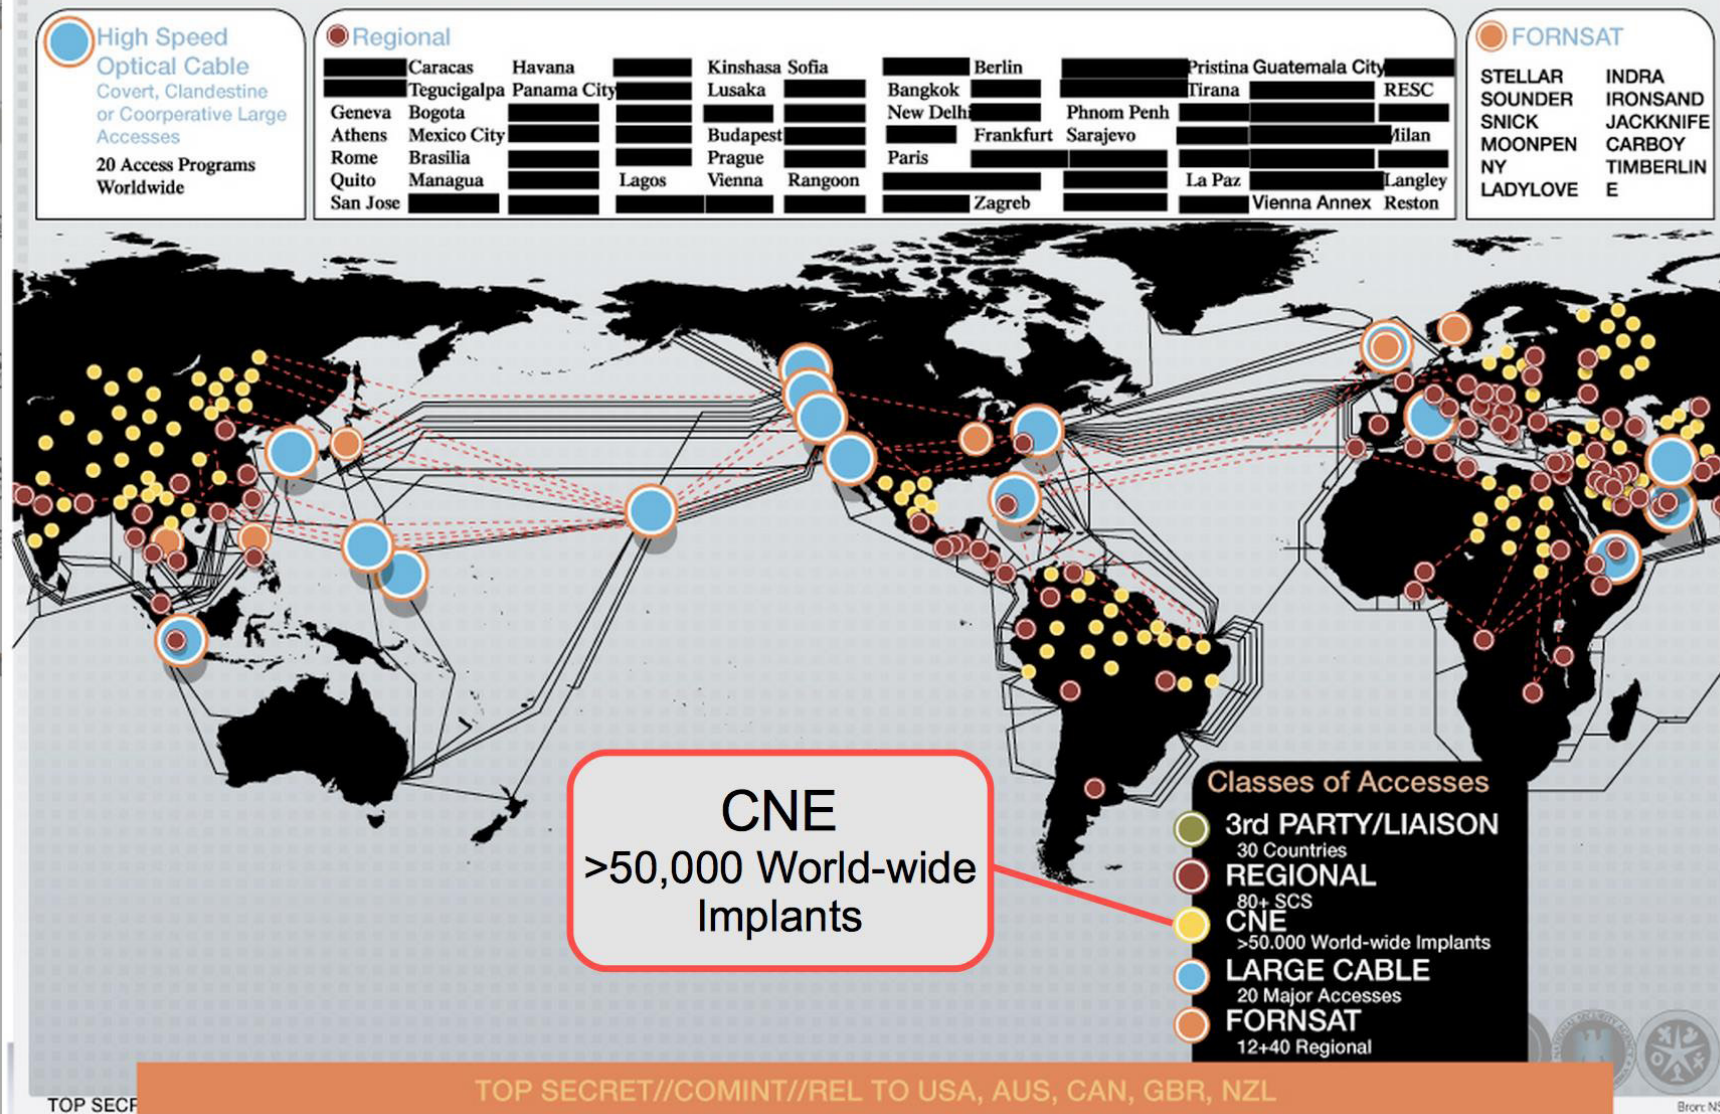 High Speed
Optical Cable
Covert, Clandestine
or Coorperative Large
Accesses
20 Access Programs
Worldwide
Regional
Caracas Havana Kinshasa Sofia Berlin Pristina Guatemala City
Tegucigalpa Panama City Lusaka Bangkok Tirana RESC
Geneva Bogota New Delhi Phnom Penh
Athens Mexico City Budapest Frankfurt Sarajevo Milan
Rome Brasilia Prague Paris
Quito Managua Lagos Vienna Rangoon La Paz Langley
San Jose Zagreb Vienna Annex Reston
FORNSAT
STELLAR INDRA
SOUNDER IRONSAND
SNICK JACKKNIFE
MOONPEN CARBOY
NY TIMBERLIN
LADYLOVE E
CNE
>50,000 World-wide
Implants
Classes of Accesses
3rd PARTY/LIAISON
30 Countries
REGIONAL
80+ SCS
CNE
>50.000 World-wide Implants
LARGE CABLE
20 Major Accesses
FORNSAT
12+40 Regional
TOP SECRET//COMINT//REL TO USA, AUS, CAN, GBR, NZL
TOP SECR
Bron: NS